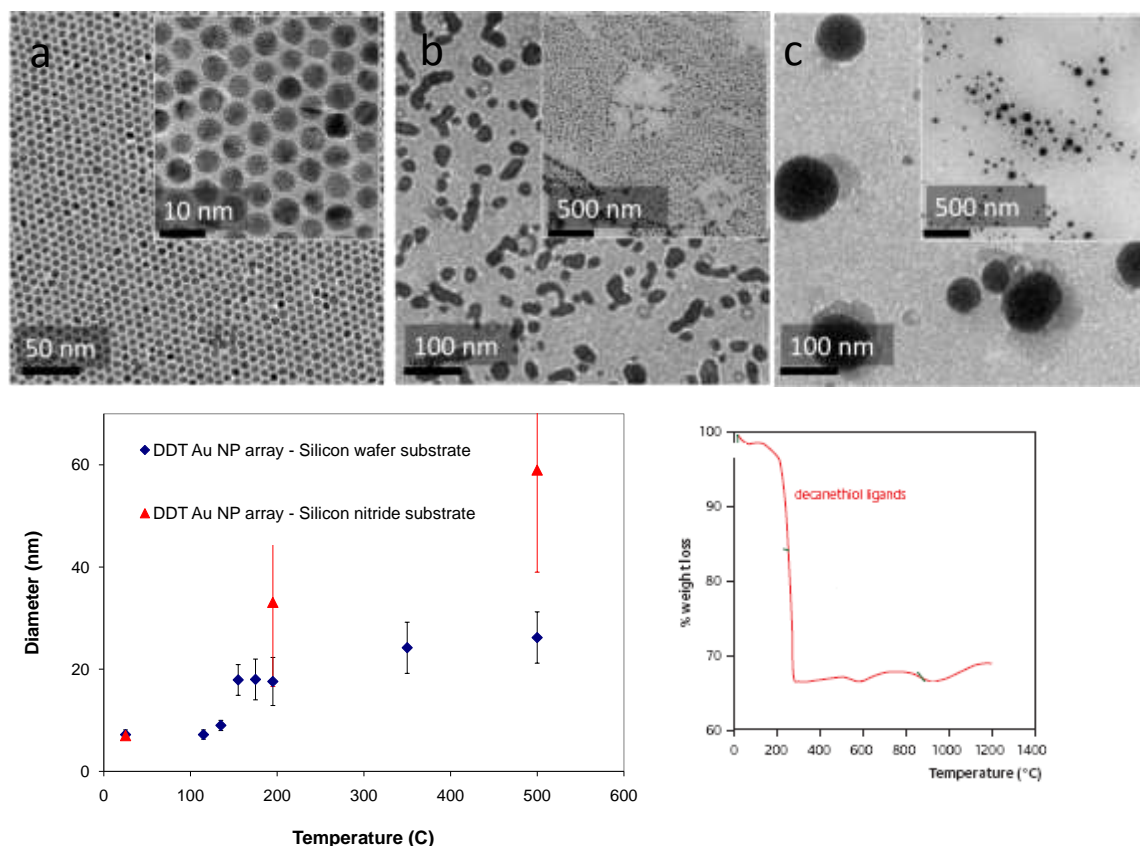 a
10 nm
50 nm
b
500 nm
100 nm
c
500 nm
100 nm
DDT Au NP array - Silicon wafer substrate
DDT Au NP array - Silicon nitride substrate
60
40
20
0
0
100
200
300
400
500
600
Diameter (nm)
Temperature (C)
100
90
80
70
60
decanethiol ligands
% weight loss
0
200
400
600
800
1000
1200
1400
Temperature (°C)